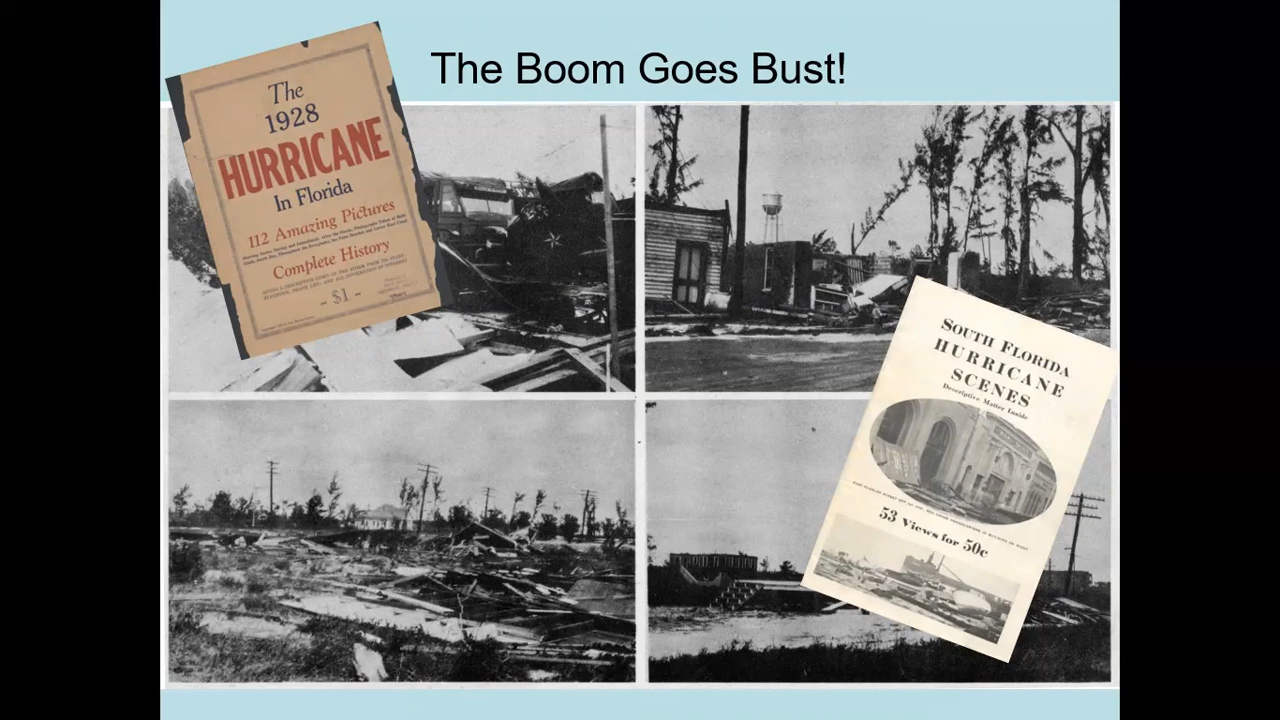 The Boom Goes Bust!
The
1928
HURRICANE
In Florida
112 Amazing Pictures
Complete History
- $1 -
SOUTH FLORIDA
HURRICANE
SCENES
Descriptive Matter Inside
53 Views for 50c